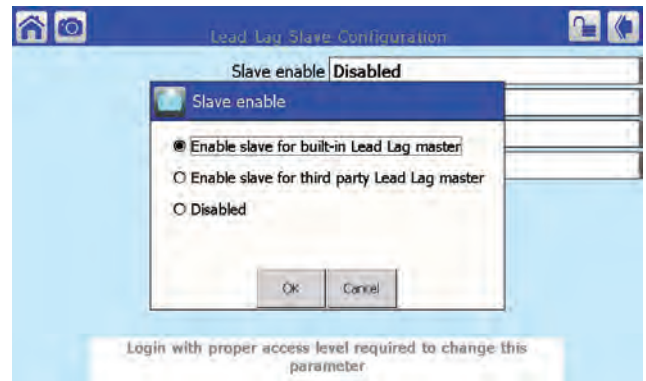 Lead Lag Slave Configuration
Slave enable Disabled
Slave enable
Enable slave for built-in Lead Lag master
Enable slave for third party Lead Lag master
Disabled
OK Cancel
Login with proper access level required to change this
parameter